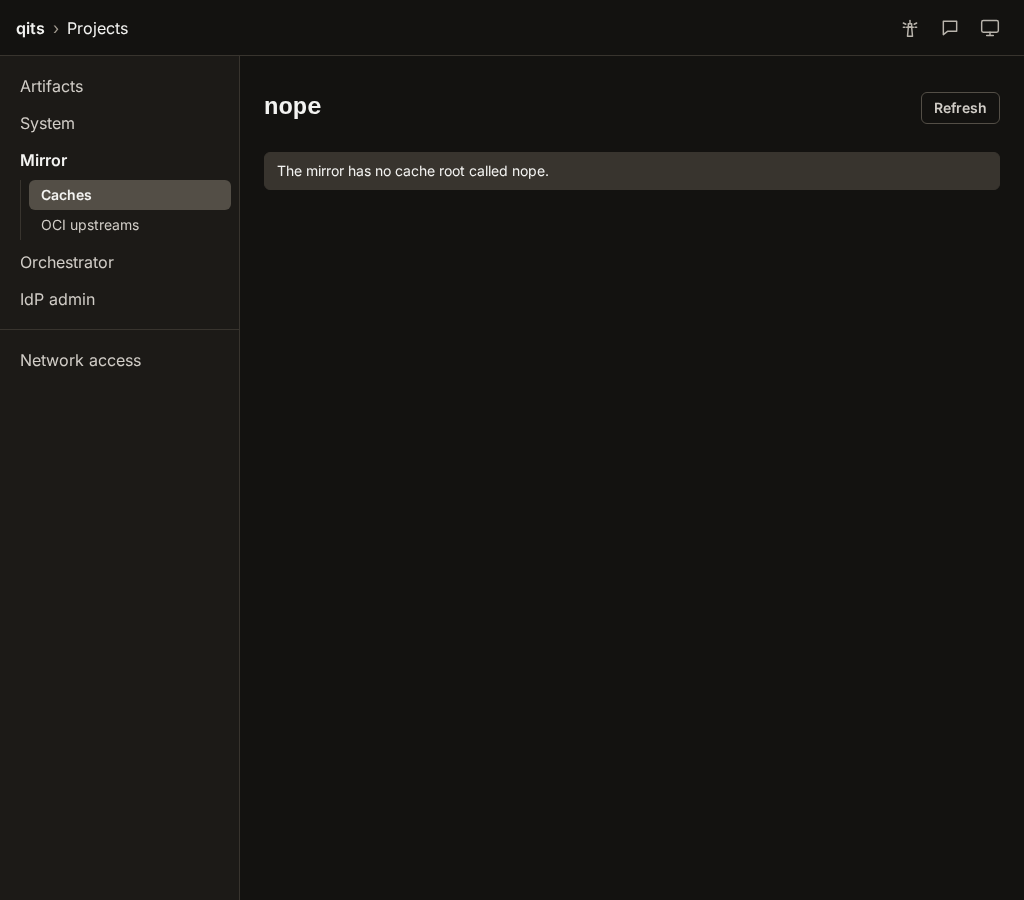 qits › Projects
Artifacts
System
Mirror
Caches
OCI upstreams
Orchestrator
IdP admin
Network access
nope
Refresh
The mirror has no cache root called nope.